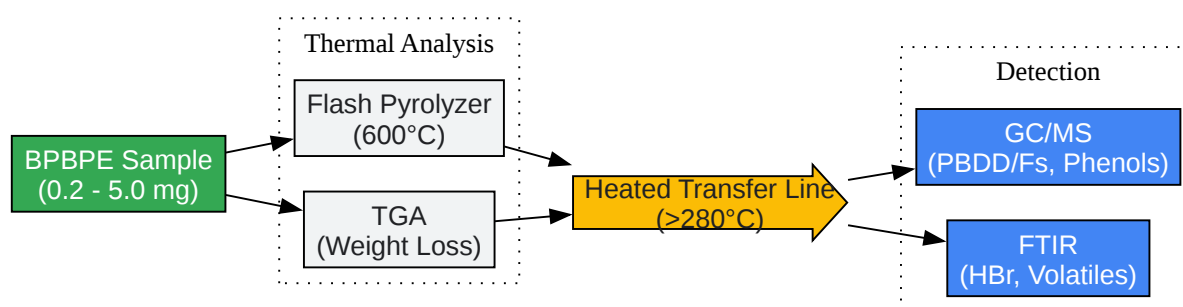 BPBPE Sample
(0.2 - 5.0 mg)
Thermal Analysis
Flash Pyrolyzer
(600°C)
TGA
(Weight Loss)
Heated Transfer Line
(>280°C)
Detection
GC/MS
(PBDD/Fs, Phenols)
FTIR
(HBr, Volatiles)